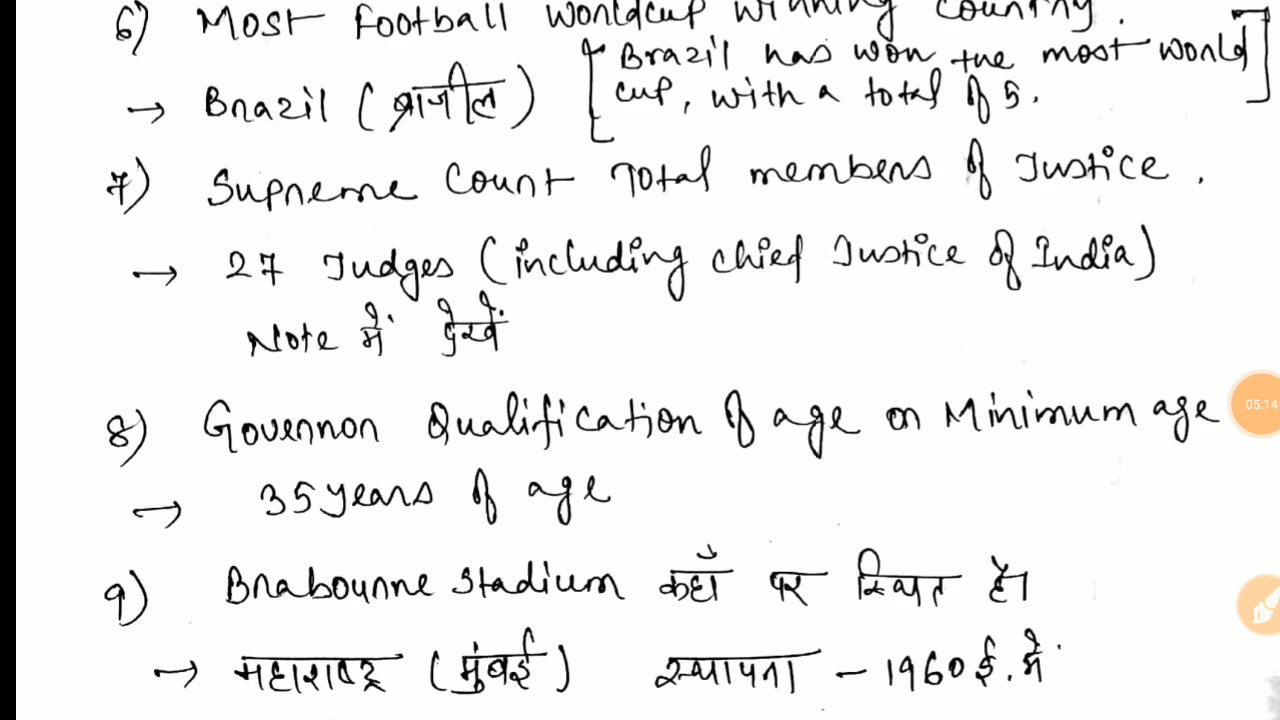 6) Most Football Worldcup winning country.
→ Brazil (ब्राजील) [Brazil has won the most world cup, with a total of 5.]
7) Supreme Court Total members of Justice.
→ 27 Judges (including chief Justice of India)
Note में देखें
8) Governor Qualification of age or Minimum age
→ 35 years of age
9) Brabourne Stadium कहाँ पर स्थित है।
→ महाराष्ट्र (मुंबई) स्थापना - 1960 ई. में
05:14